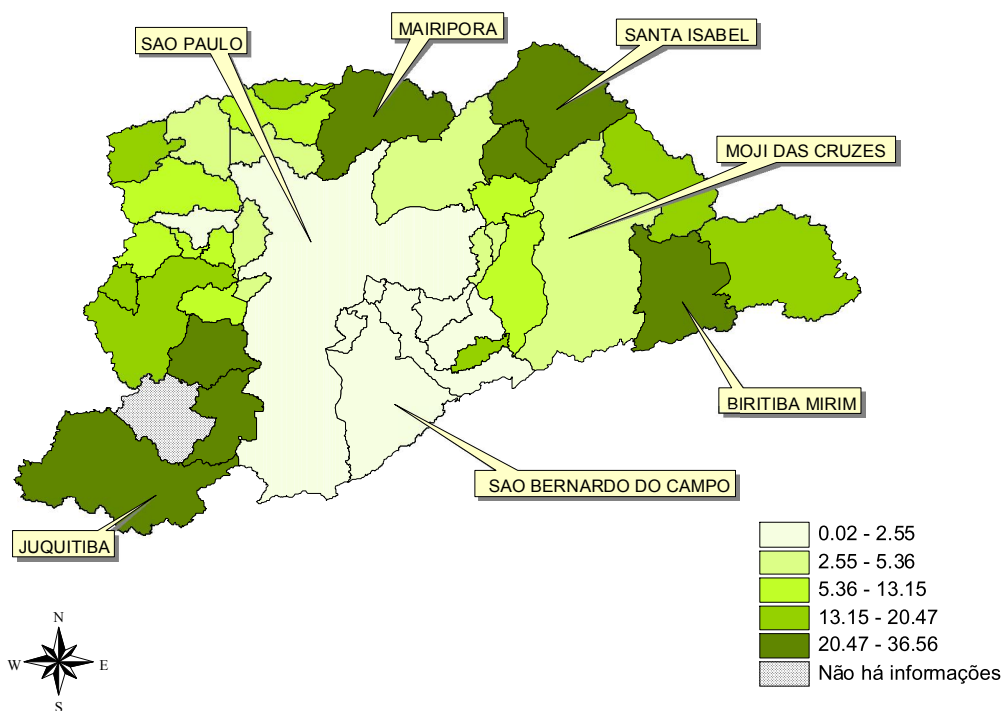 MAIRIPORA
SANTA ISABEL
SAO PAULO
MOJI DAS CRUZES
BIRITIBA MIRIM
SAO BERNARDO DO CAMPO
JUQUITIBA
0.02 - 2.55
2.55 - 5.36
5.36 - 13.15
13.15 - 20.47
20.47 - 36.56
Não há informações
N
W E
S